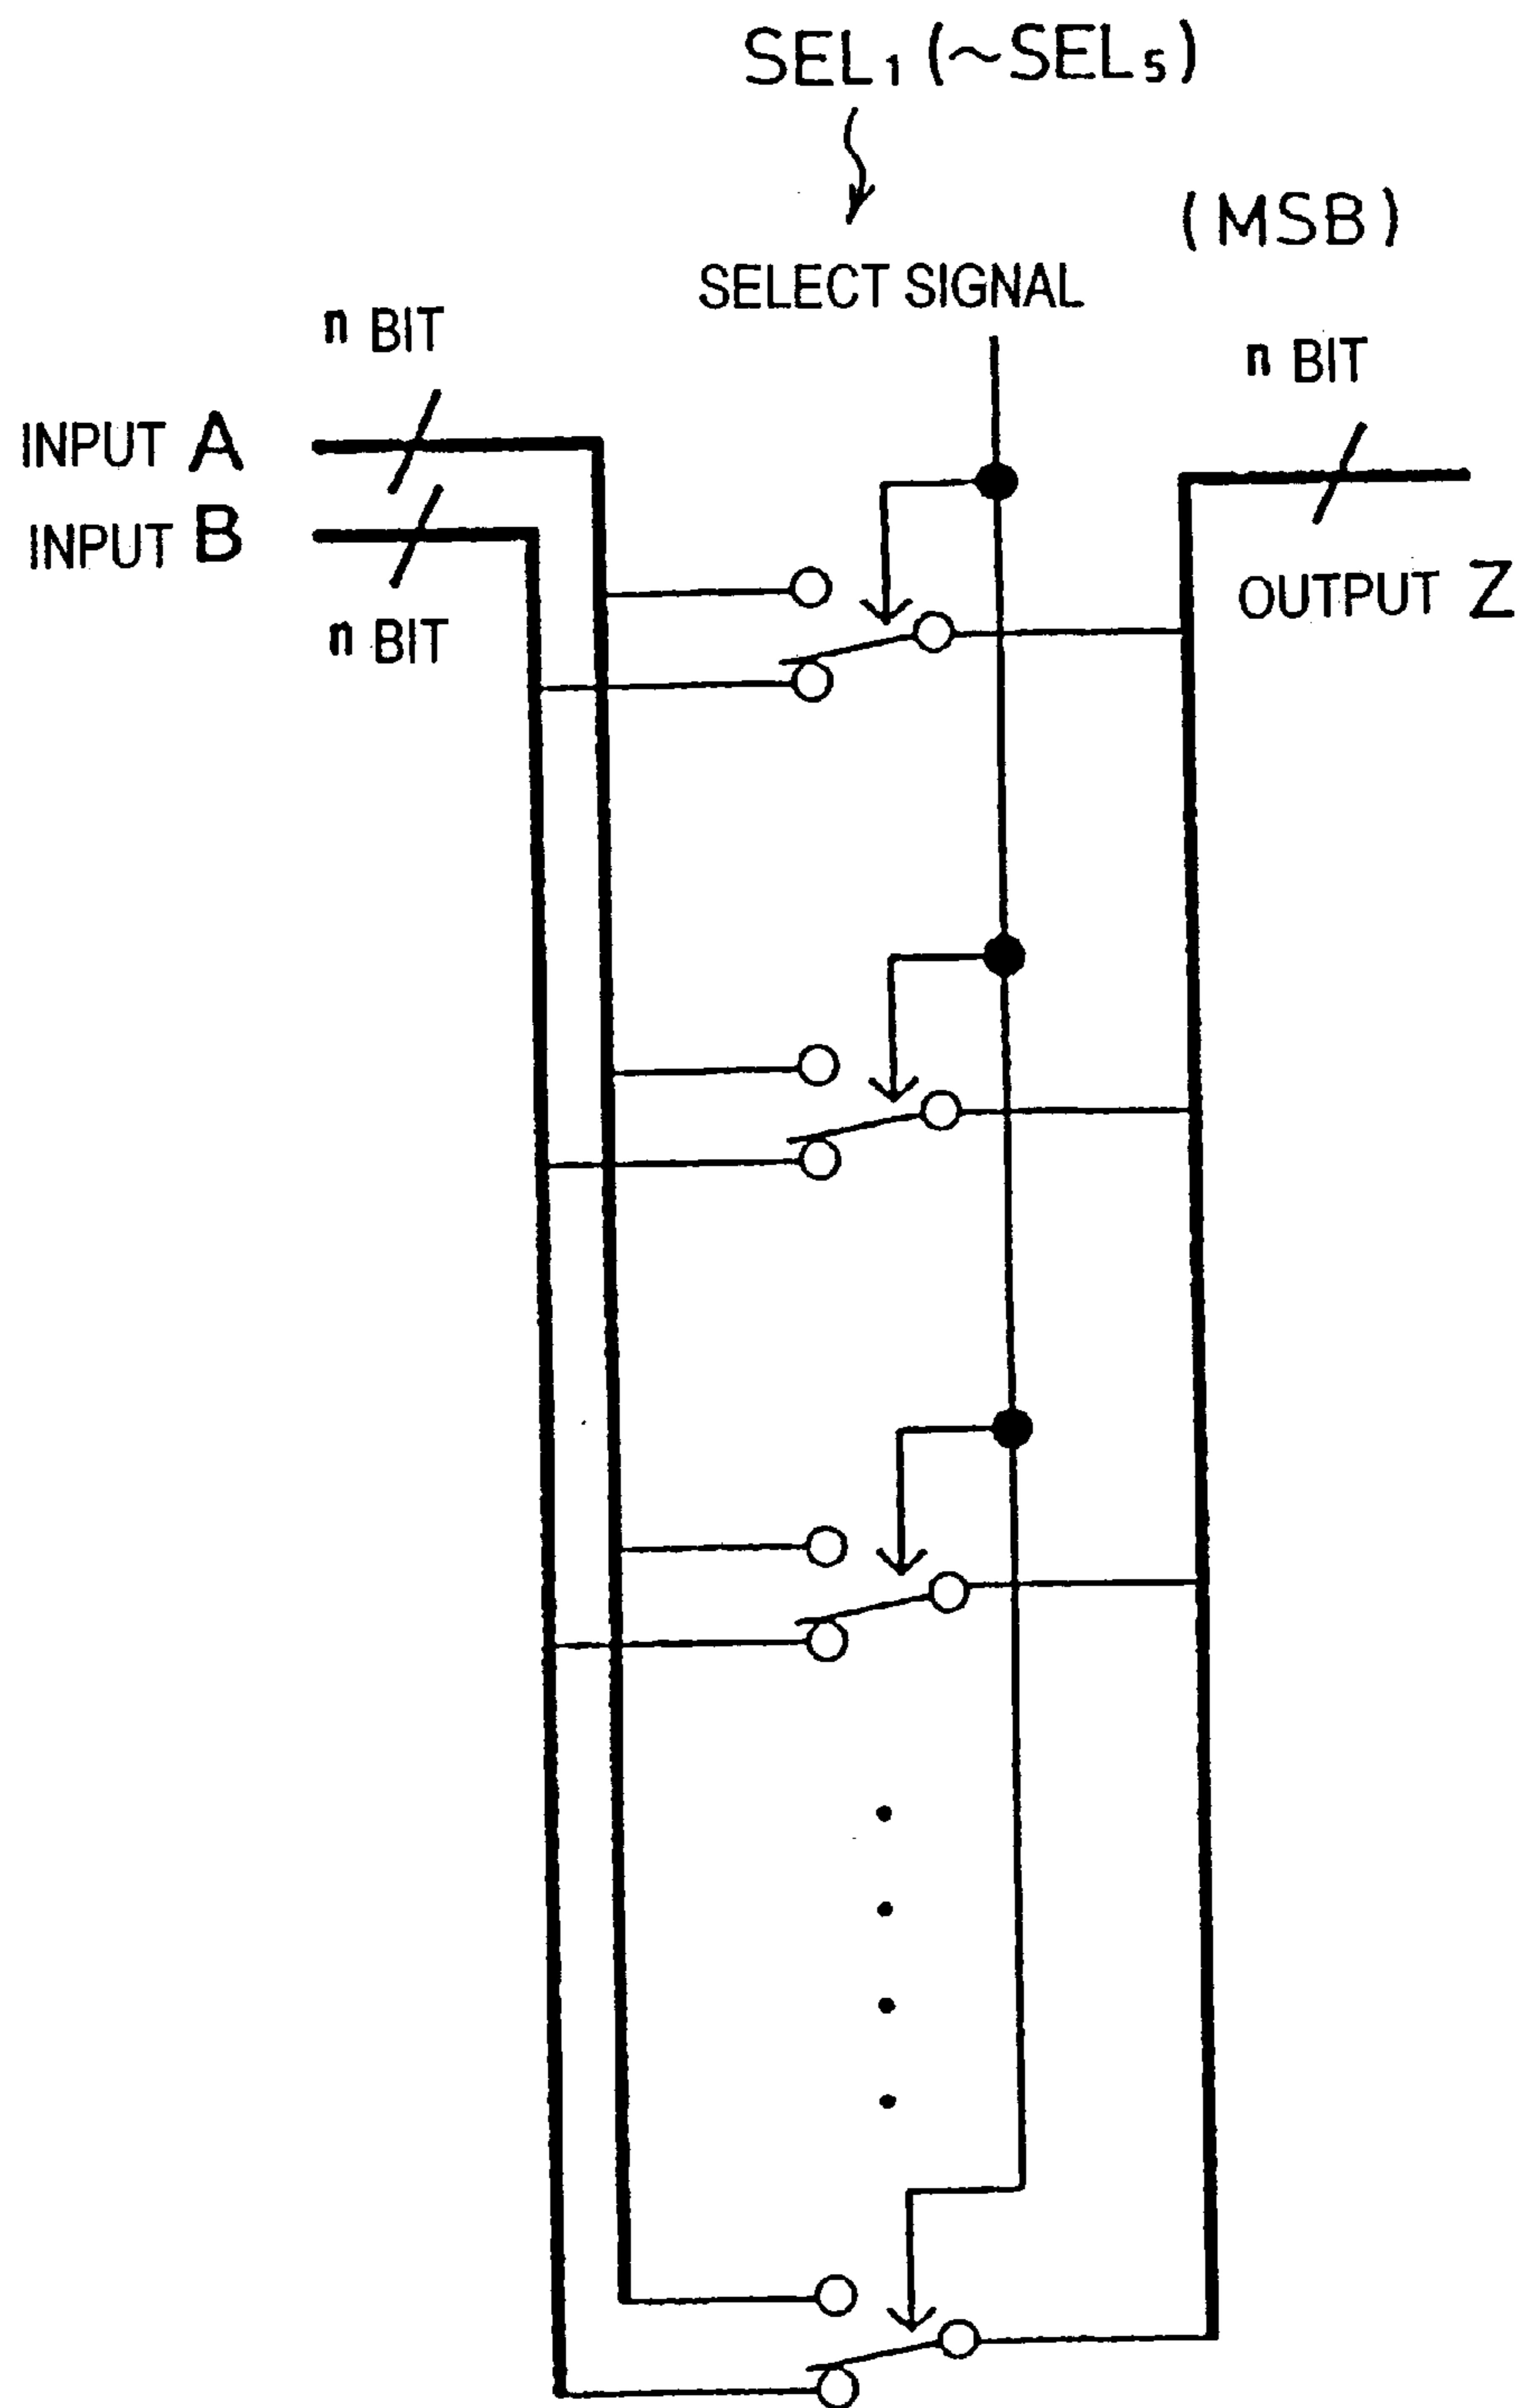 SEL₁ (~SEL₅)
(MSB)
SELECT SIGNAL
n BIT
n BIT
INPUT A
INPUT B
OUTPUT Z
n BIT